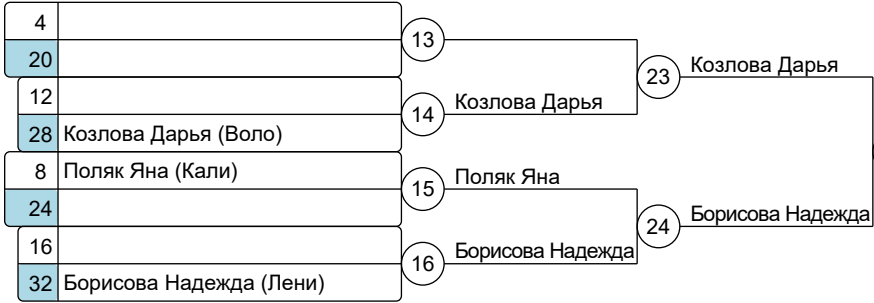 4
13
20
23 Козлова Дарья
12
14 Козлова Дарья
28 Козлова Дарья (Воло)
8 Поляк Яна (Кали)
15 Поляк Яна
24
24 Борисова Надежда
16
16 Борисова Надежда
32 Борисова Надежда (Лени)